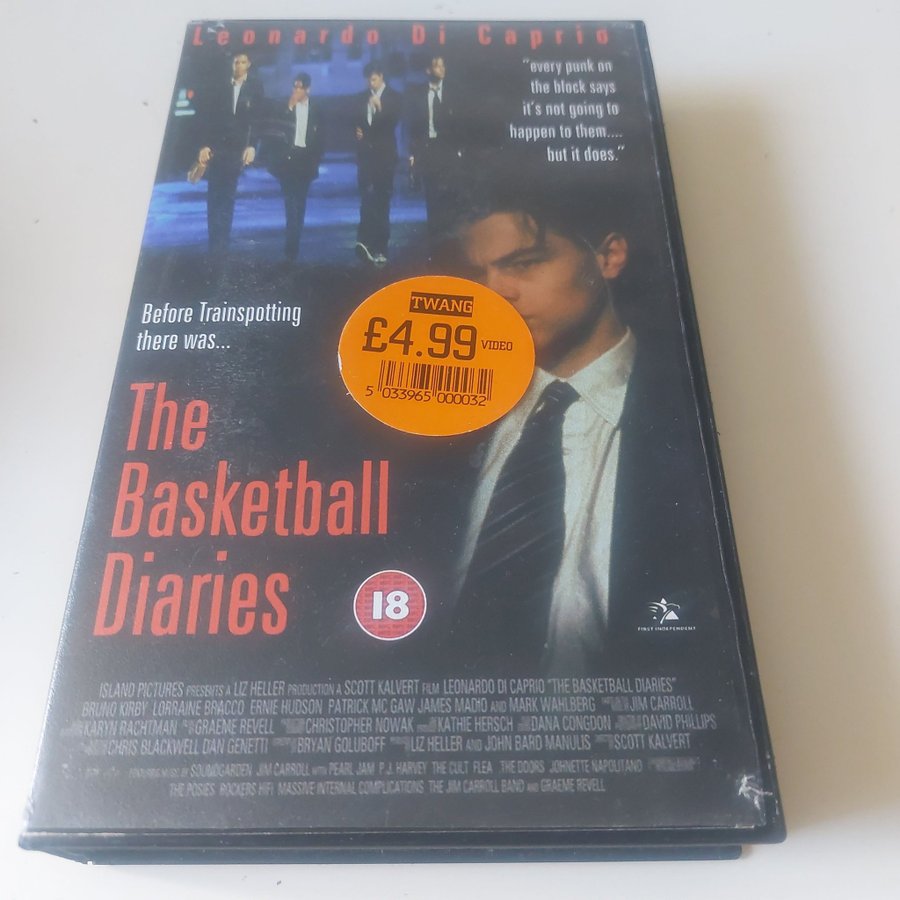 Leonardo Di Caprio
"every punk on
the block says
it's not going to
happen to them....
but it does."
Before Trainspotting
there was...
TWANG
£4.99 VIDEO
5 033965 000032
The
Basketball
Diaries
18
FIRST INDEPENDENT
ISLAND PICTURES PRESENTS A LIZ HELLER PRODUCTION A SCOTT KALVERT FILM LEONARDO DI CAPRIO "THE BASKETBALL DIARIES"
BRUNO KIRBY LORRAINE BRACCO ERNIE HUDSON PATRICK MC GAW JAMES MADIO AND MARK WAHLBERG JIM CARROLL
KARYN RACHTMAN GRAEME REVELL CHRISTOPHER NOWAK KATHIE HERSCH DANA CONGDON DAVID PHILLIPS
CHRIS BLACKWELL DAN GENETTI BRYAN GOLUBOFF LIZ HELLER AND JOHN BARD MANULIS SCOTT KALVERT
FEATURING MUSIC BY SOUNDGARDEN JIM CARROLL WITH PEARL JAM P.J. HARVEY THE CULT FLEA THE DOORS JOHNETTE NAPOLITANO
THE POSIES ROCKERS HIFI MASSIVE INTERNAL COMPLICATIONS THE JIM CARROLL BAND AND GRAEME REVELL